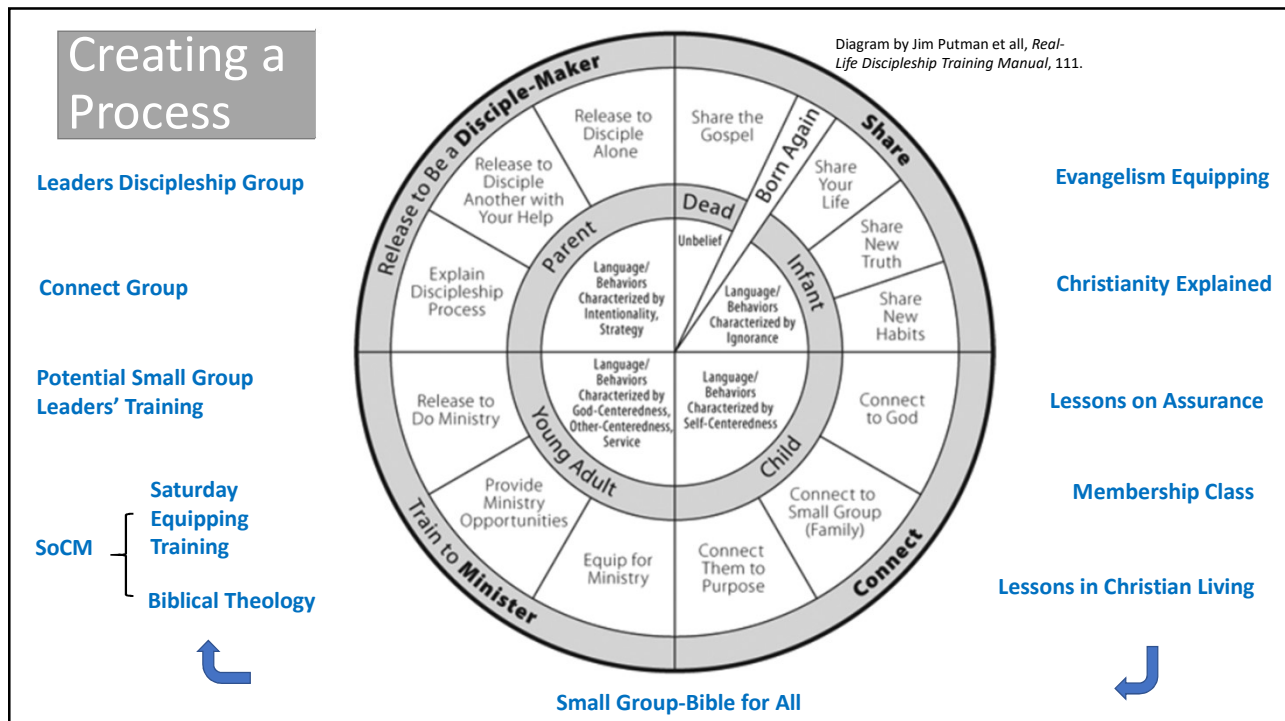 Creating a
Process
Diagram by Jim Putman et all, Real-
Life Discipleship Training Manual, 111.
Leaders Discipleship Group
Connect Group
Potential Small Group
Leaders’ Training
SoCM
Saturday
Equipping
Training
Biblical Theology
Release to Be a Disciple-Maker
Share
Connect
Train to Minister
Release to
Disciple
Alone
Release to
Disciple
Another with
Your Help
Explain
Discipleship
Process
Share the
Gospel
Born Again
Share
Your
Life
Share
New
Truth
Share
New
Habits
Parent
Dead
Infant
Unbelief
Language/
Behaviors
Characterized by
Intentionality,
Strategy
Language/
Behaviors
Characterized by
Ignorance
Language/
Behaviors
Characterized by
God-Centeredness,
Other-Centeredness,
Service
Language/
Behaviors
Characterized by
Self-Centeredness
Young Adult
Child
Release to
Do Ministry
Provide
Ministry
Opportunities
Equip for
Ministry
Connect
Them to
Purpose
Connect to
Small Group
(Family)
Connect
to God
Evangelism Equipping
Christianity Explained
Lessons on Assurance
Membership Class
Lessons in Christian Living
Small Group-Bible for All